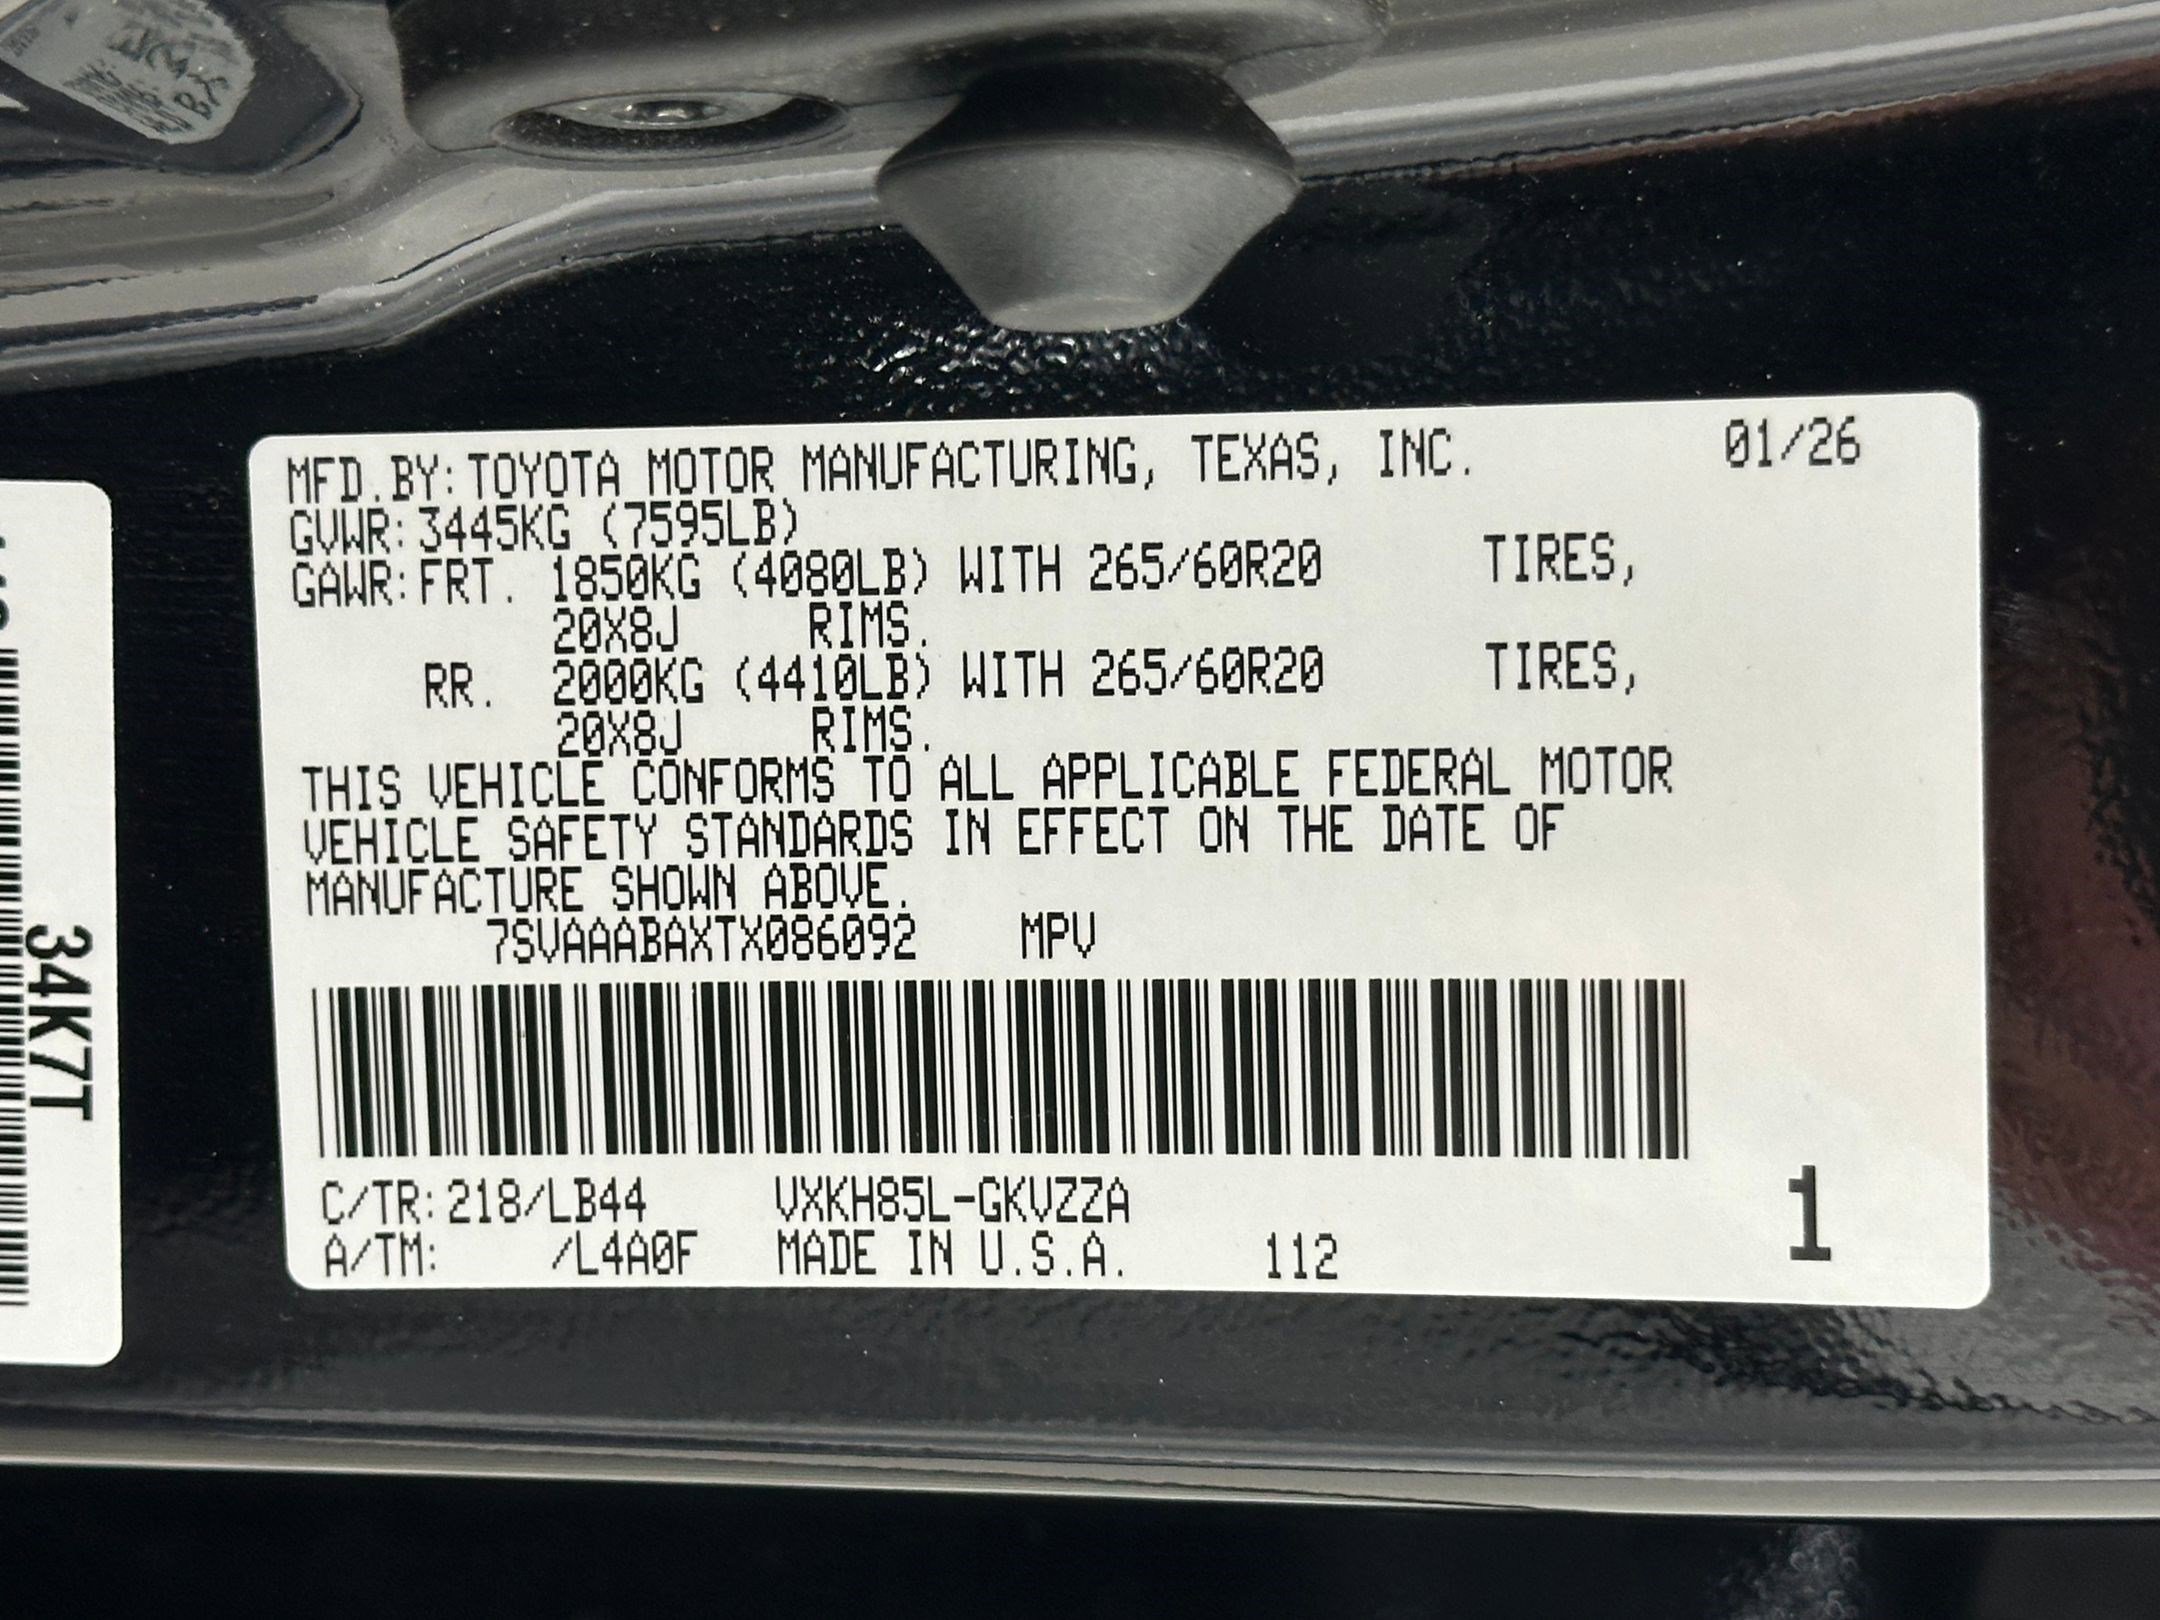 MFD.BY:TOYOTA MOTOR MANUFACTURING, TEXAS, INC. 01/26
GVWR:3445KG (7595LB)
GAWR:FRT. 1850KG (4080LB) WITH 265/60R20 TIRES,
20X8J RIMS.
RR. 2000KG (4410LB) WITH 265/60R20 TIRES,
20X8J RIMS.
THIS VEHICLE CONFORMS TO ALL APPLICABLE FEDERAL MOTOR
VEHICLE SAFETY STANDARDS IN EFFECT ON THE DATE OF
MANUFACTURE SHOWN ABOVE.
7SVAAABAXTX086092 MPV
C/TR:218/LB44 VXKH85L-GKVZZA
A/TM: /L4A0F MADE IN U.S.A. 112 1
34K7T